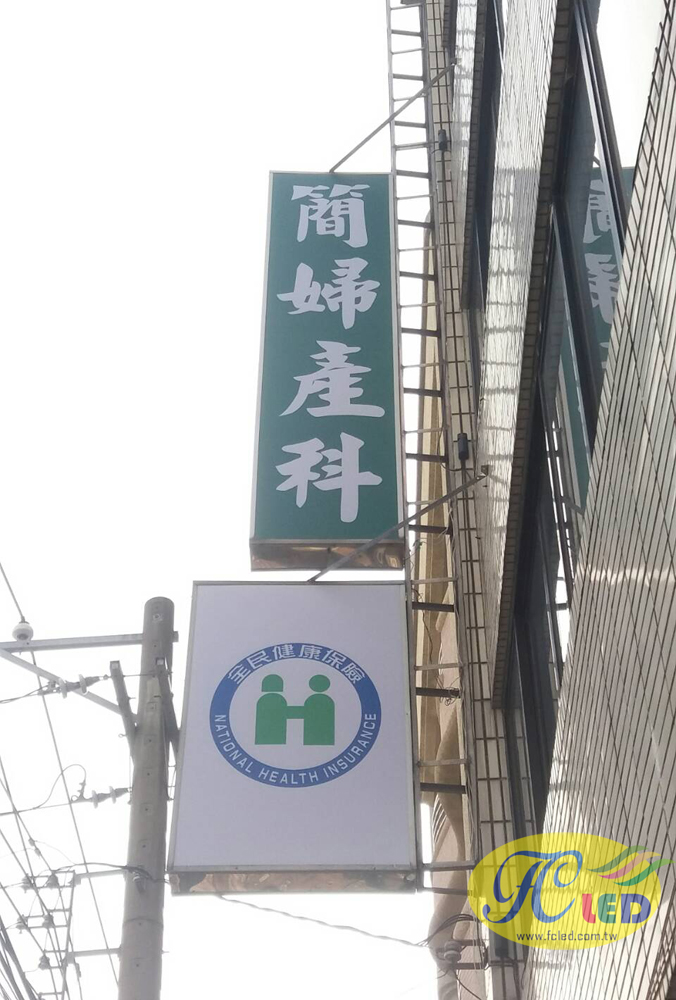 簡婦產科
全民健康保險
NATIONAL HEALTH INSURANCE
FC LED
www.fcled.com.tw